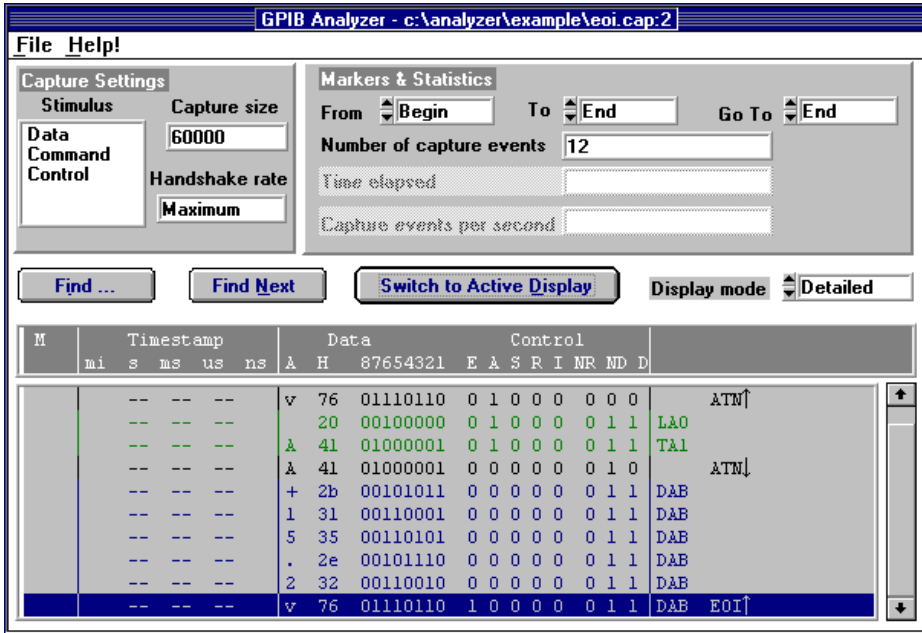 GPIB Analyzer - c:\analyzer\example\eoi.cap:2
File Help!
Capture Settings
Stimulus Capture size
Data
Command
Control
60000
Handshake rate
Maximum
Markers & Statistics
From Begin To End Go To End
Number of capture events 12
Time elapsed
Capture events per second
Find ... Find Next Switch to Active Display Display mode Detailed
M Timestamp Data Control
mi s ms us ns A H 87654321 E A S R I NR ND D
-- -- -- v 76 01110110 0 1 0 0 0 0 0 0 ATN↑
-- -- -- 20 00100000 0 1 0 0 0 0 1 1 LA0
-- -- -- A 41 01000001 0 1 0 0 0 0 1 1 TA1
-- -- -- A 41 01000001 0 0 0 0 0 0 1 0 ATN↓
-- -- -- + 2b 00101011 0 0 0 0 0 0 1 1 DAB
-- -- -- 1 31 00110001 0 0 0 0 0 0 1 1 DAB
-- -- -- 5 35 00110101 0 0 0 0 0 0 1 1 DAB
-- -- -- . 2e 00101110 0 0 0 0 0 0 1 1 DAB
-- -- -- 2 32 00110010 0 0 0 0 0 0 1 1 DAB
-- -- -- v 76 01110110 1 0 0 0 0 0 1 1 DAB EOI↑